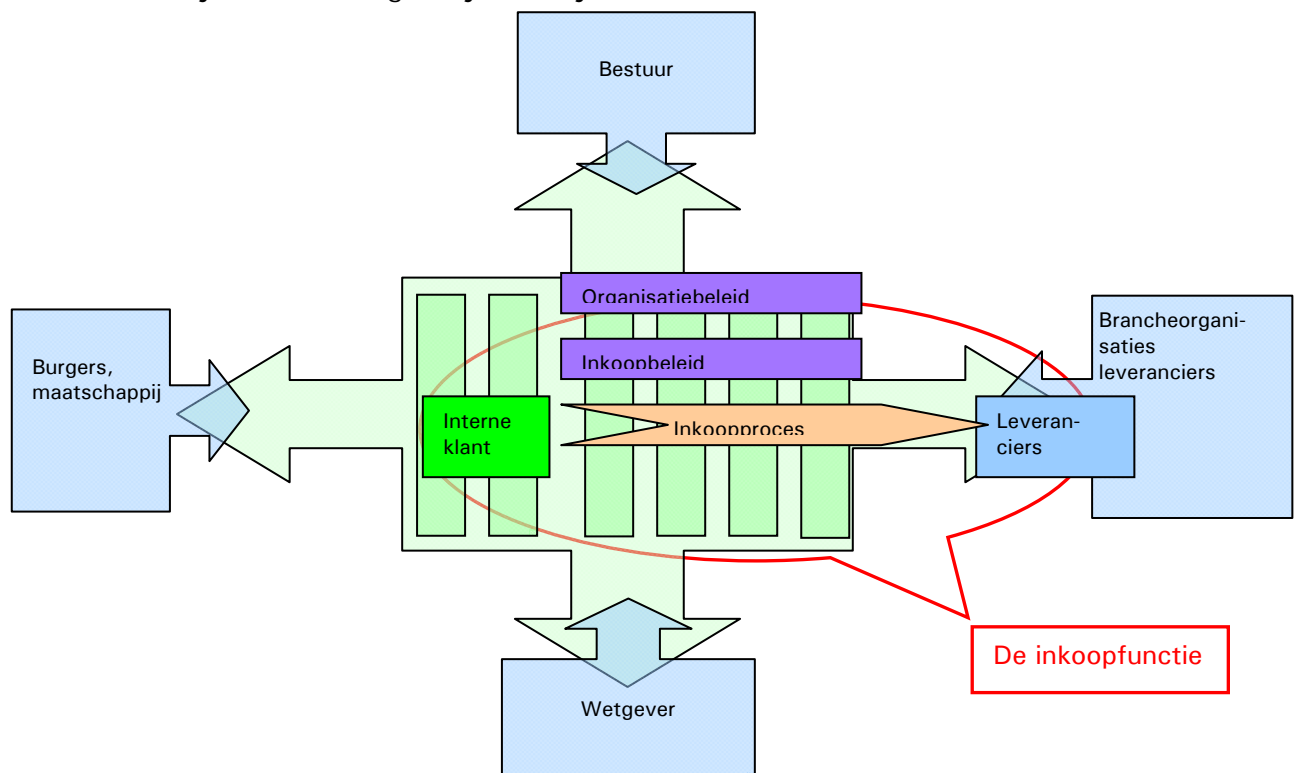 Bestuur
Organisatiebeleid
Brancheorgani-
saties
leveranciers
Burgers,
maatschappij
Inkoopbeleid
Interne
klant
Inkoopproces
Leveran-
ciers
De inkoopfunctie
Wetgever